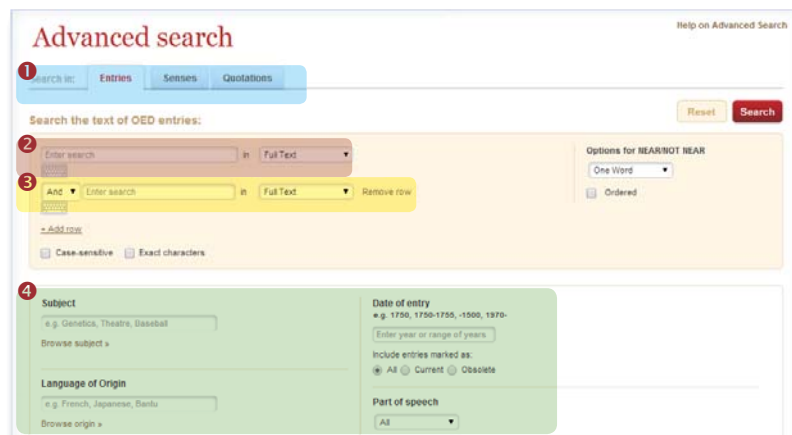 Help on Advanced Search
Advanced search
1
Search in: Entries Senses Quotations
Reset Search
Search the text of OED entries:
2
Enter search in Full Text
Options for NEAR/NOT NEAR
One Word
3
And Enter search in Full Text Remove row
Ordered
+ Add row
Case-sensitive Exact characters
4
Subject
e.g. Genetics, Theatre, Baseball
Browse subject »
Language of Origin
e.g. French, Japanese, Bantu
Browse origin »
Date of entry
e.g. 1750, 1750-1755, -1500, 1970-
Enter year or range of years
Include entries marked as:
All Current Obsolete
Part of speech
All